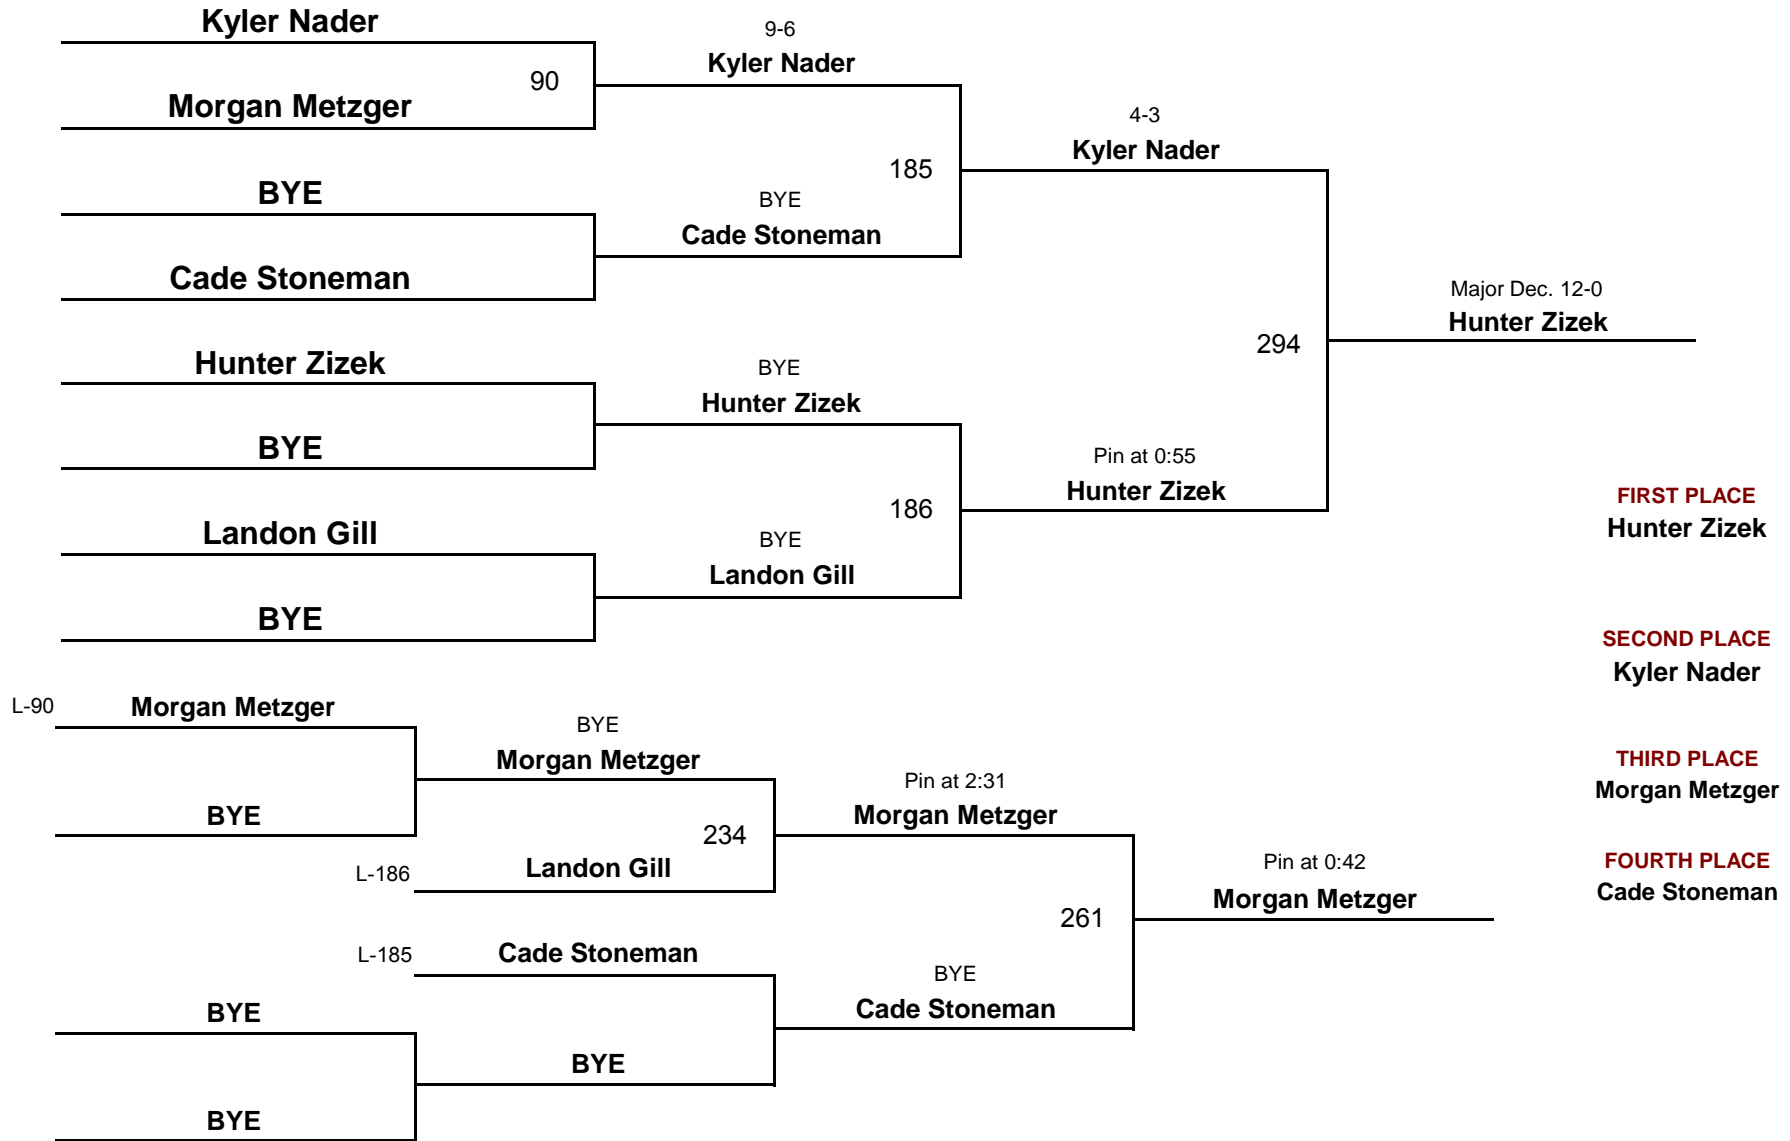 Kyler Nader
90
Morgan Metzger
BYE
Cade Stoneman
Hunter Zizek
BYE
Landon Gill
BYE
9-6
Kyler Nader
185
BYE
Cade Stoneman
BYE
Hunter Zizek
186
BYE
Landon Gill
4-3
Kyler Nader
294
Pin at 0:55
Hunter Zizek
Major Dec. 12-0
Hunter Zizek
FIRST PLACE
Hunter Zizek
SECOND PLACE
Kyler Nader
THIRD PLACE
Morgan Metzger
FOURTH PLACE
Cade Stoneman
L-90 Morgan Metzger
BYE
BYE
BYE
BYE
Morgan Metzger
234
L-186 Landon Gill
L-185 Cade Stoneman
BYE
Pin at 2:31
Morgan Metzger
261
BYE
Cade Stoneman
Pin at 0:42
Morgan Metzger